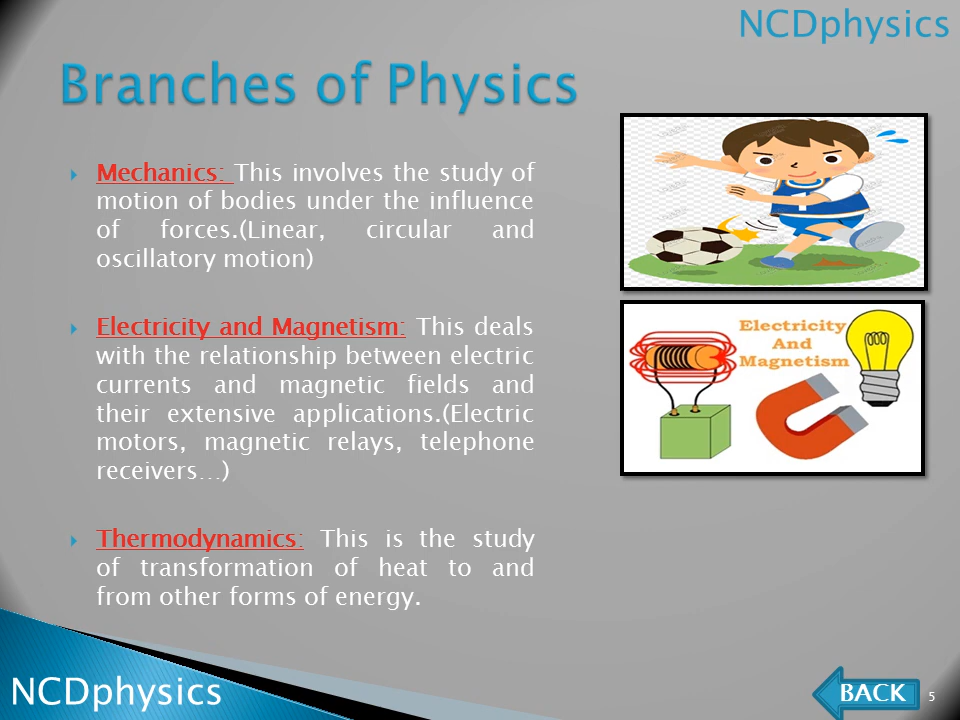 NCDphysics
Branches of Physics
Mechanics: This involves the study of
motion of bodies under the influence
of forces.(Linear, circular and
oscillatory motion)
Electricity and Magnetism: This deals
with the relationship between electric
currents and magnetic fields and
their extensive applications.(Electric
motors, magnetic relays, telephone
receivers…)
Thermodynamics: This is the study
of transformation of heat to and
from other forms of energy.
Electricity
And
Magnetism
NCDphysics
BACK
5